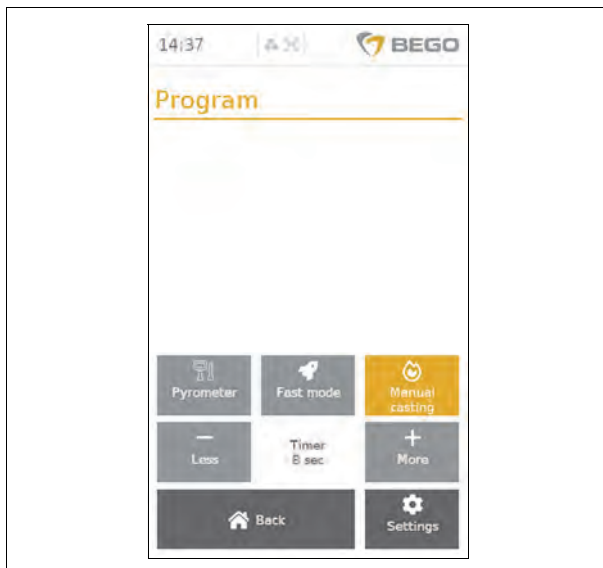 14:37
BEGO
Program
Pyrometer
Fast mode
Manual
casting
Less
Timer
8 sec
More
Back
Settings